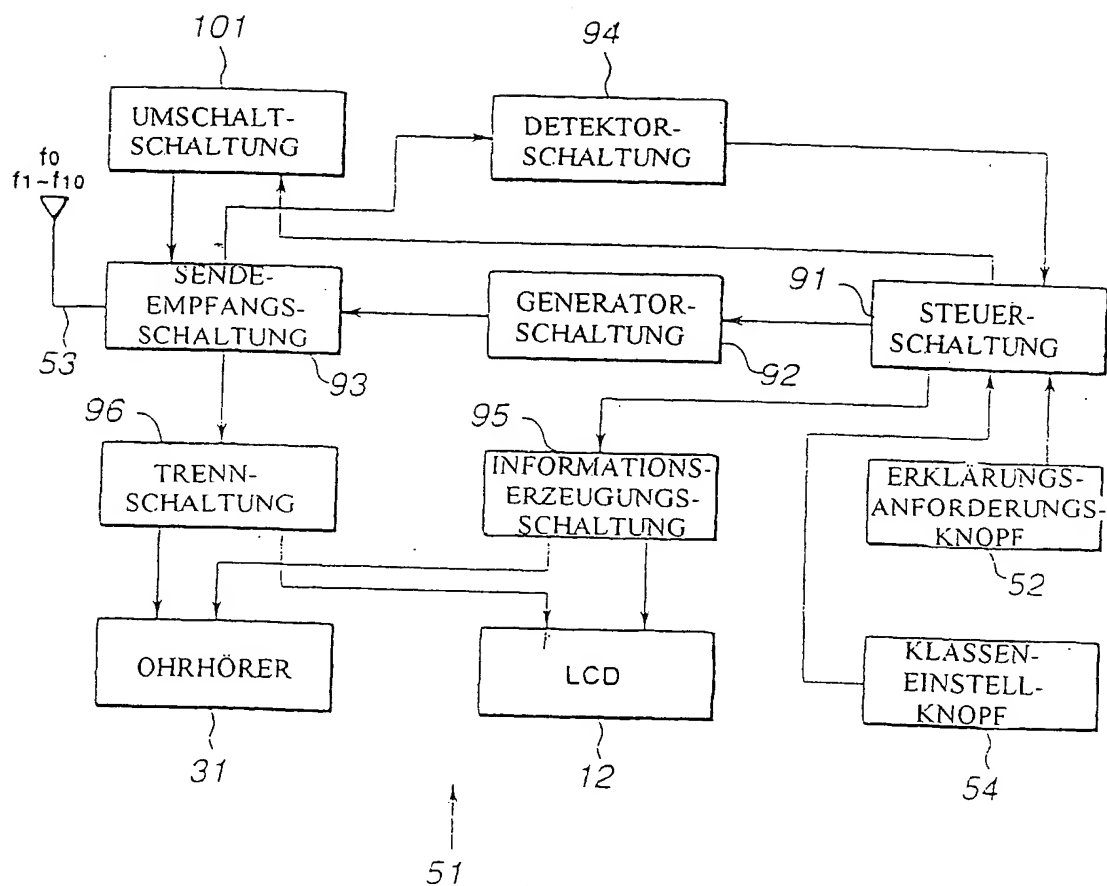 101
94
UMSCHALT-
SCHALTUNG
DETEKTOR-
SCHALTUNG
f0
f1~f10
SENDE-
EMPFANGS-
SCHALTUNG
GENERATOR-
SCHALTUNG
91
STEUER-
SCHALTUNG
53
93
92
96
95
TRENN-
SCHALTUNG
INFORMATIONS-
ERZEUGUNGS-
SCHALTUNG
ERKLÄRUNGS-
ANFORDERUNGS-
KNOPF
52
OHRHÖRER
LCD
KLASSEN-
EINSTELL-
KNOPF
31
12
54
51